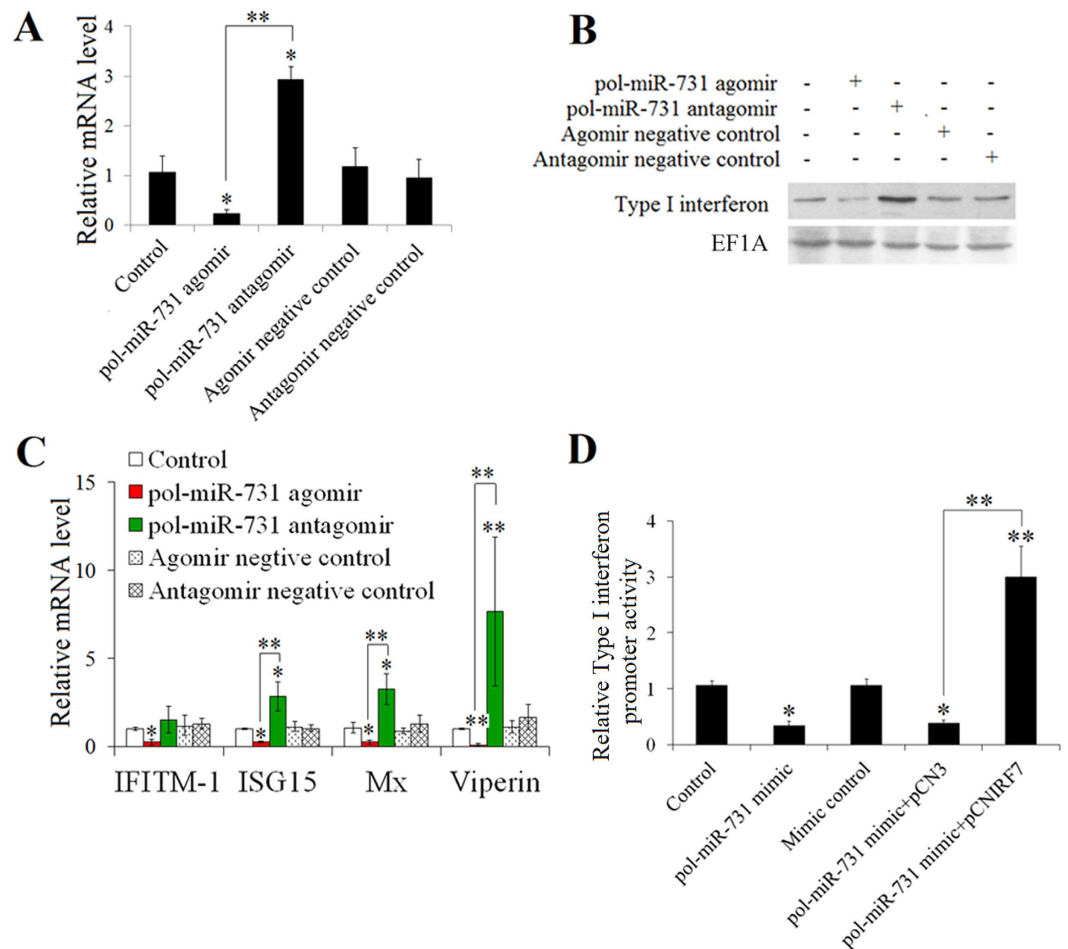 A
Relative mRNA level
4
3
2
1
0
**
*
*
Control
pol-miR-731 agomir
pol-miR-731 antagomir
Agomir negative control
Antagomir negative control
B
pol-miR-731 agomir - + - - -
pol-miR-731 antagomir - - + - -
Agomir negative control - - - + -
Antagomir negative control - - - - +
Type I interferon
EF1A
C
Relative mRNA level
15
10
5
0
Control
pol-miR-731 agomir
pol-miR-731 antagomir
Agomir negtive control
Antagomir negative control
*
**
*
*
**
*
*
**
**
**
IFITM-1 ISG15 Mx Viperin
D
Relative Type I interferon
promoter activity
4
3
2
1
0
**
*
*
**
Control
pol-miR-731 mimic
Mimic control
pol-miR-731 mimic+pCN3
pol-miR-731 mimic+pCNIRF7